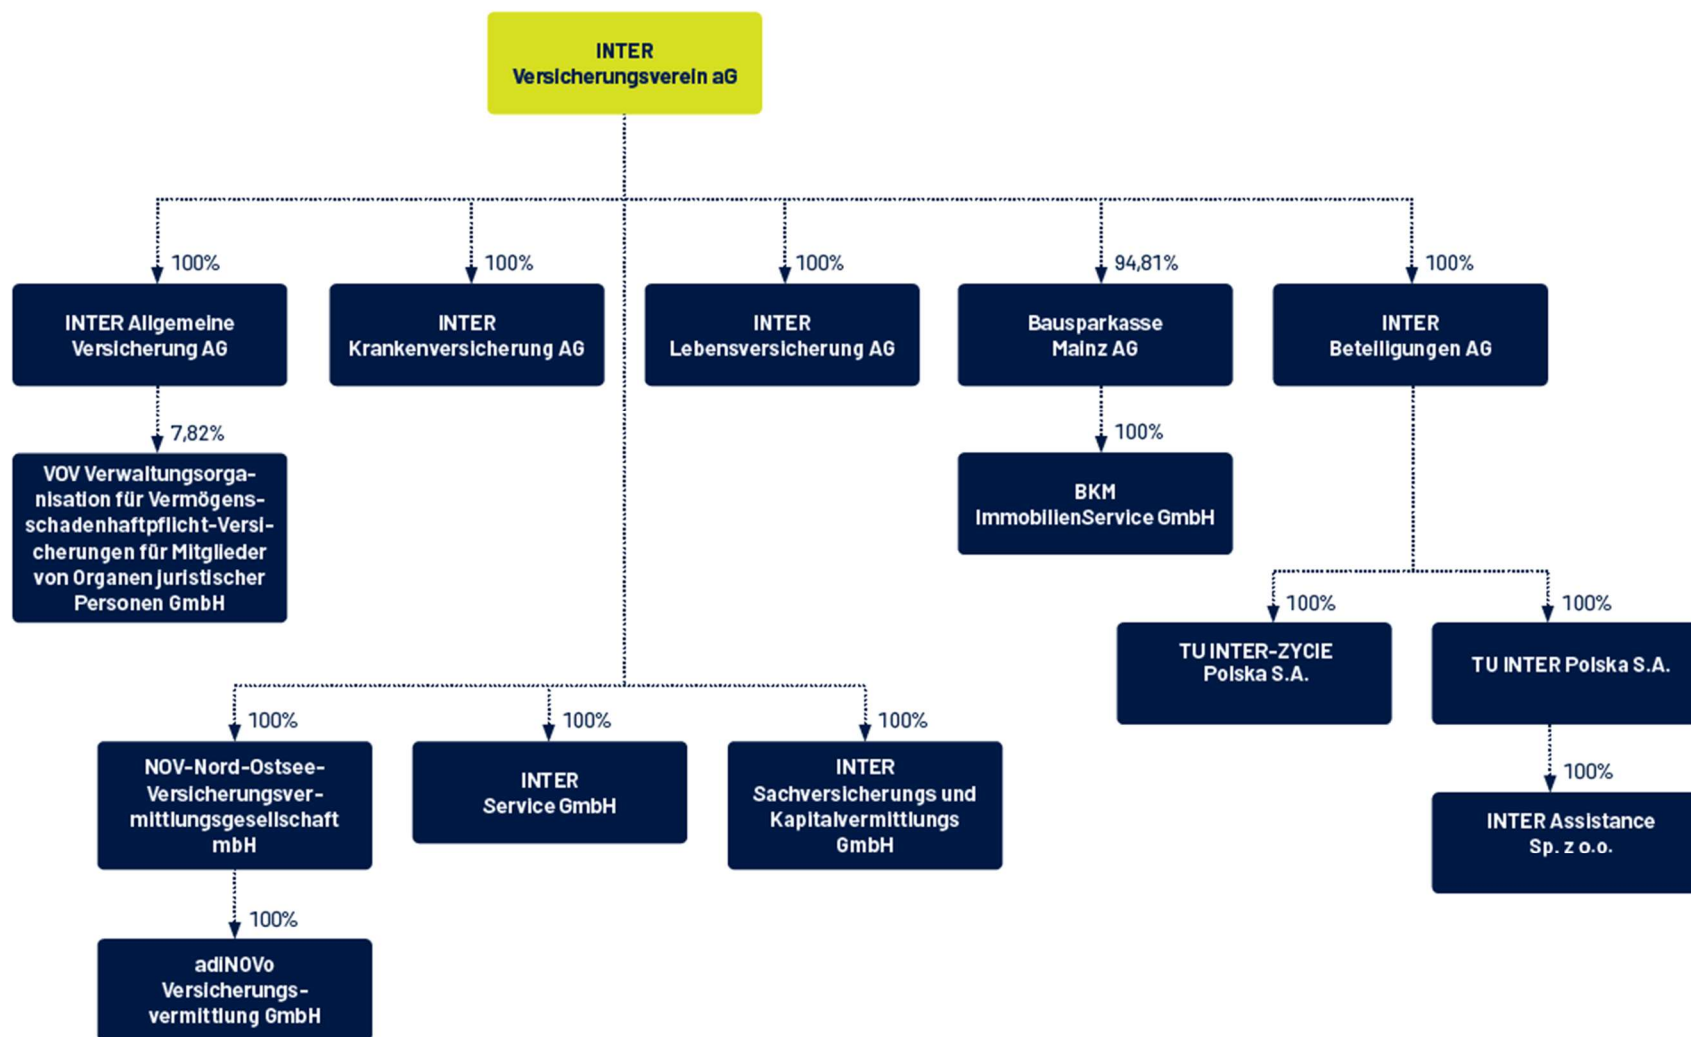 INTER
Versicherungsverein aG
100%
100%
100%
94,81%
100%
INTER Allgemeine
Versicherung AG
INTER
Krankenversicherung AG
INTER
Lebensversicherung AG
Bausparkasse
Mainz AG
INTER
Beteiligungen AG
7,82%
100%
VOV Verwaltungsorga-
nisation für Vermögens-
schadenhaftpflicht-Versi-
cherungen für Mitglieder
von Organen juristischer
Personen GmbH
BKM
ImmobilienService GmbH
100%
100%
TU INTER-ZYCIE
Polska S.A.
TU INTER Polska S.A.
100%
100%
100%
NOV-Nord-Ostsee-
Versicherungsver-
mittlungsgesellschaft
mbH
INTER
Service GmbH
INTER
Sachversicherungs und
Kapitalvermittlungs
GmbH
100%
INTER Assistance
Sp. z o.o.
100%
adiNOVo
Versicherungs-
vermittlung GmbH